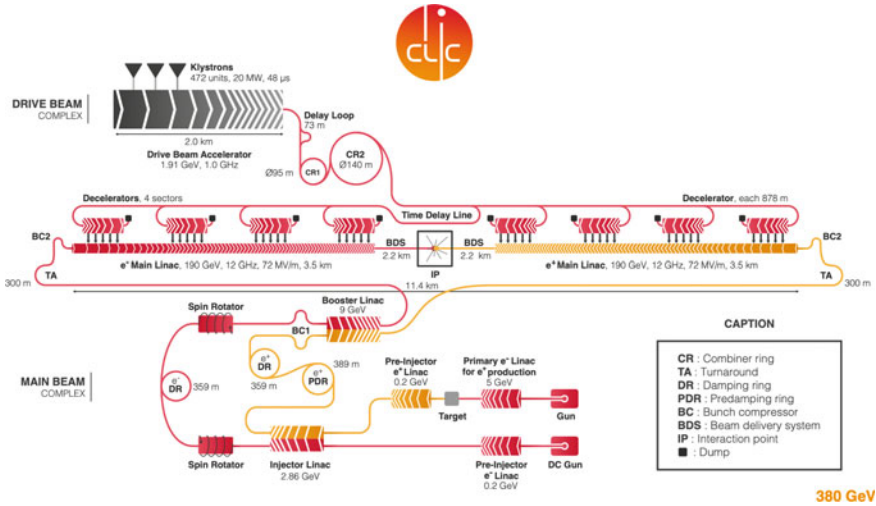 clic
Klystrons
472 units, 20 MW, 48 µs
DRIVE BEAM
COMPLEX
2.0 km
Drive Beam Accelerator
1.91 GeV, 1.0 GHz
Delay Loop
73 m
CR2
Ø140 m
Ø95 m
CR1
Decelerators, 4 sectors
Time Delay Line
Decelerator, each 878 m
BC2
BDS
2.2 km
BDS
2.2 km
BC2
e⁻ Main Linac, 190 GeV, 12 GHz, 72 MV/m, 3.5 km
IP
e⁺ Main Linac, 190 GeV, 12 GHz, 72 MV/m, 3.5 km
TA
300 m
TA
300 m
11.4 km
Spin Rotator
Booster Linac
9 GeV
BC1
MAIN BEAM
COMPLEX
e⁻
DR
359 m
e⁺
DR
359 m
389 m
e⁺
PDR
Pre-Injector
e⁺ Linac
0.2 GeV
Primary e⁻ Linac
for e⁺ production
5 GeV
Target
Gun
Spin Rotator
Injector Linac
2.86 GeV
Pre-Injector
e⁻ Linac
0.2 GeV
DC Gun
CAPTION
CR : Combiner ring
TA : Turnaround
DR : Damping ring
PDR : Predamping ring
BC : Bunch compressor
BDS : Beam delivery system
IP : Interaction point
: Dump
380 GeV